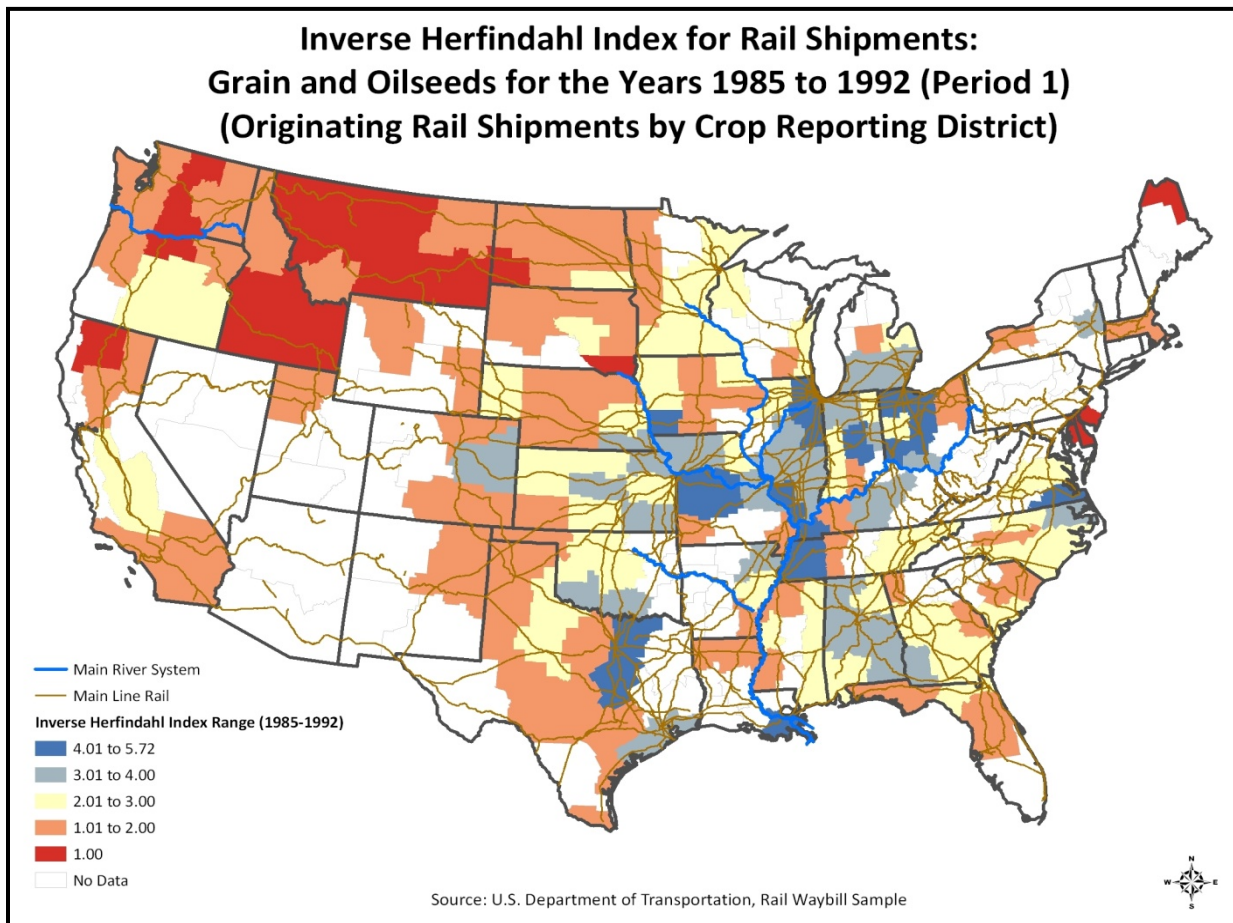 Inverse Herfindahl Index for Rail Shipments:
Grain and Oilseeds for the Years 1985 to 1992 (Period 1)
(Originating Rail Shipments by Crop Reporting District)
Main River System
Main Line Rail
Inverse Herfindahl Index Range (1985-1992)
4.01 to 5.72
3.01 to 4.00
2.01 to 3.00
1.01 to 2.00
1.00
No Data
Source: U.S. Department of Transportation, Rail Waybill Sample
N
W E
S